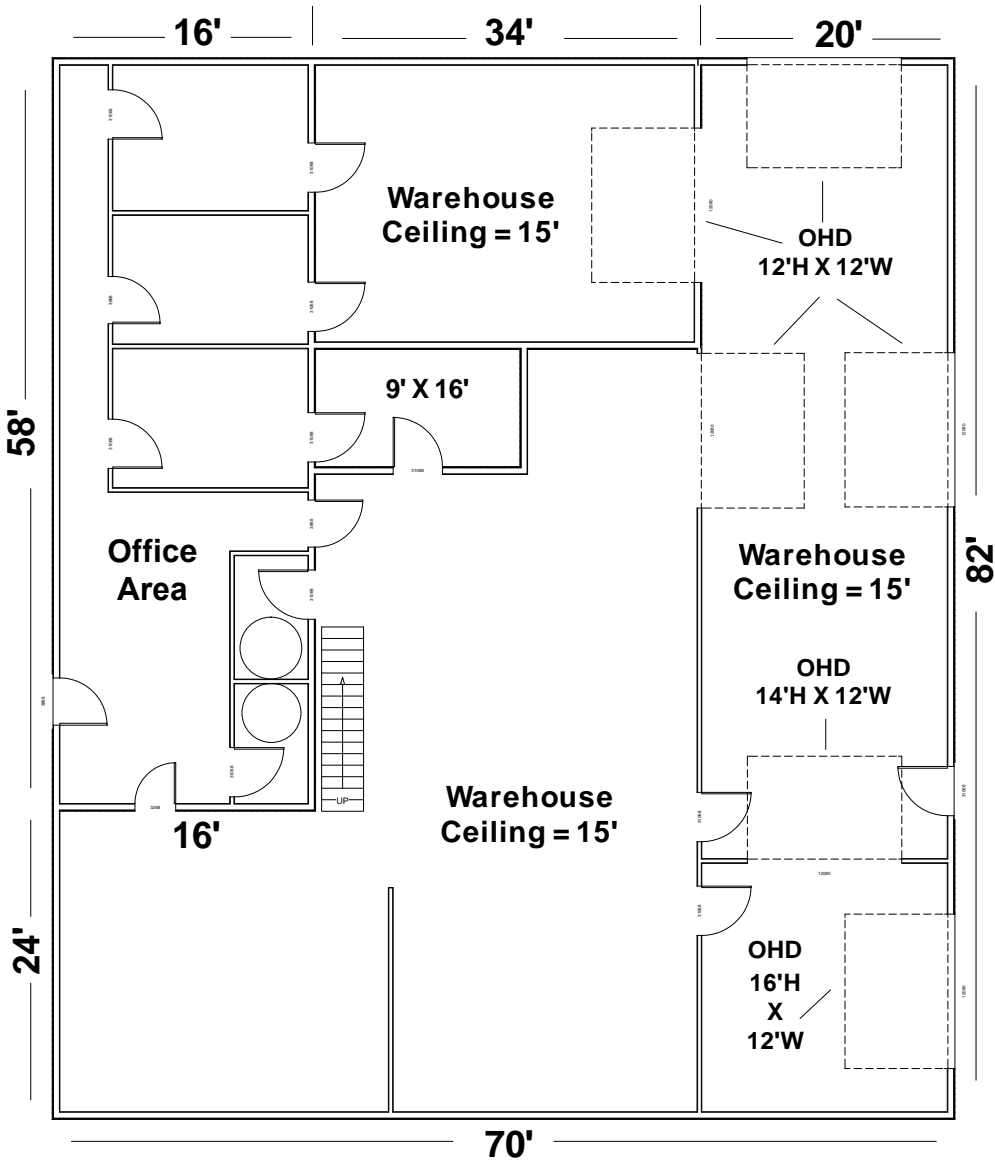 16'
34'
20'
Warehouse
Ceiling = 15'
OHD
12'H X 12'W
9' X 16'
58'
Office
Area
Warehouse
Ceiling = 15'
82'
OHD
14'H X 12'W
UP
Warehouse
Ceiling = 15'
16'
24'
OHD
16'H
X
12'W
70'